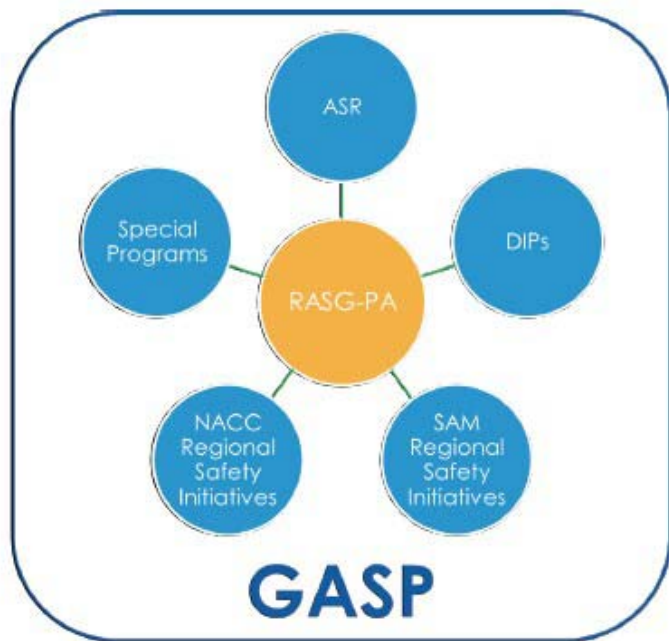 ASR
Special
Programs
DIPs
RASG-PA
NACC
Regional
Safety
Initiatives
SAM
Regional
Safety
Initiatives
GASP